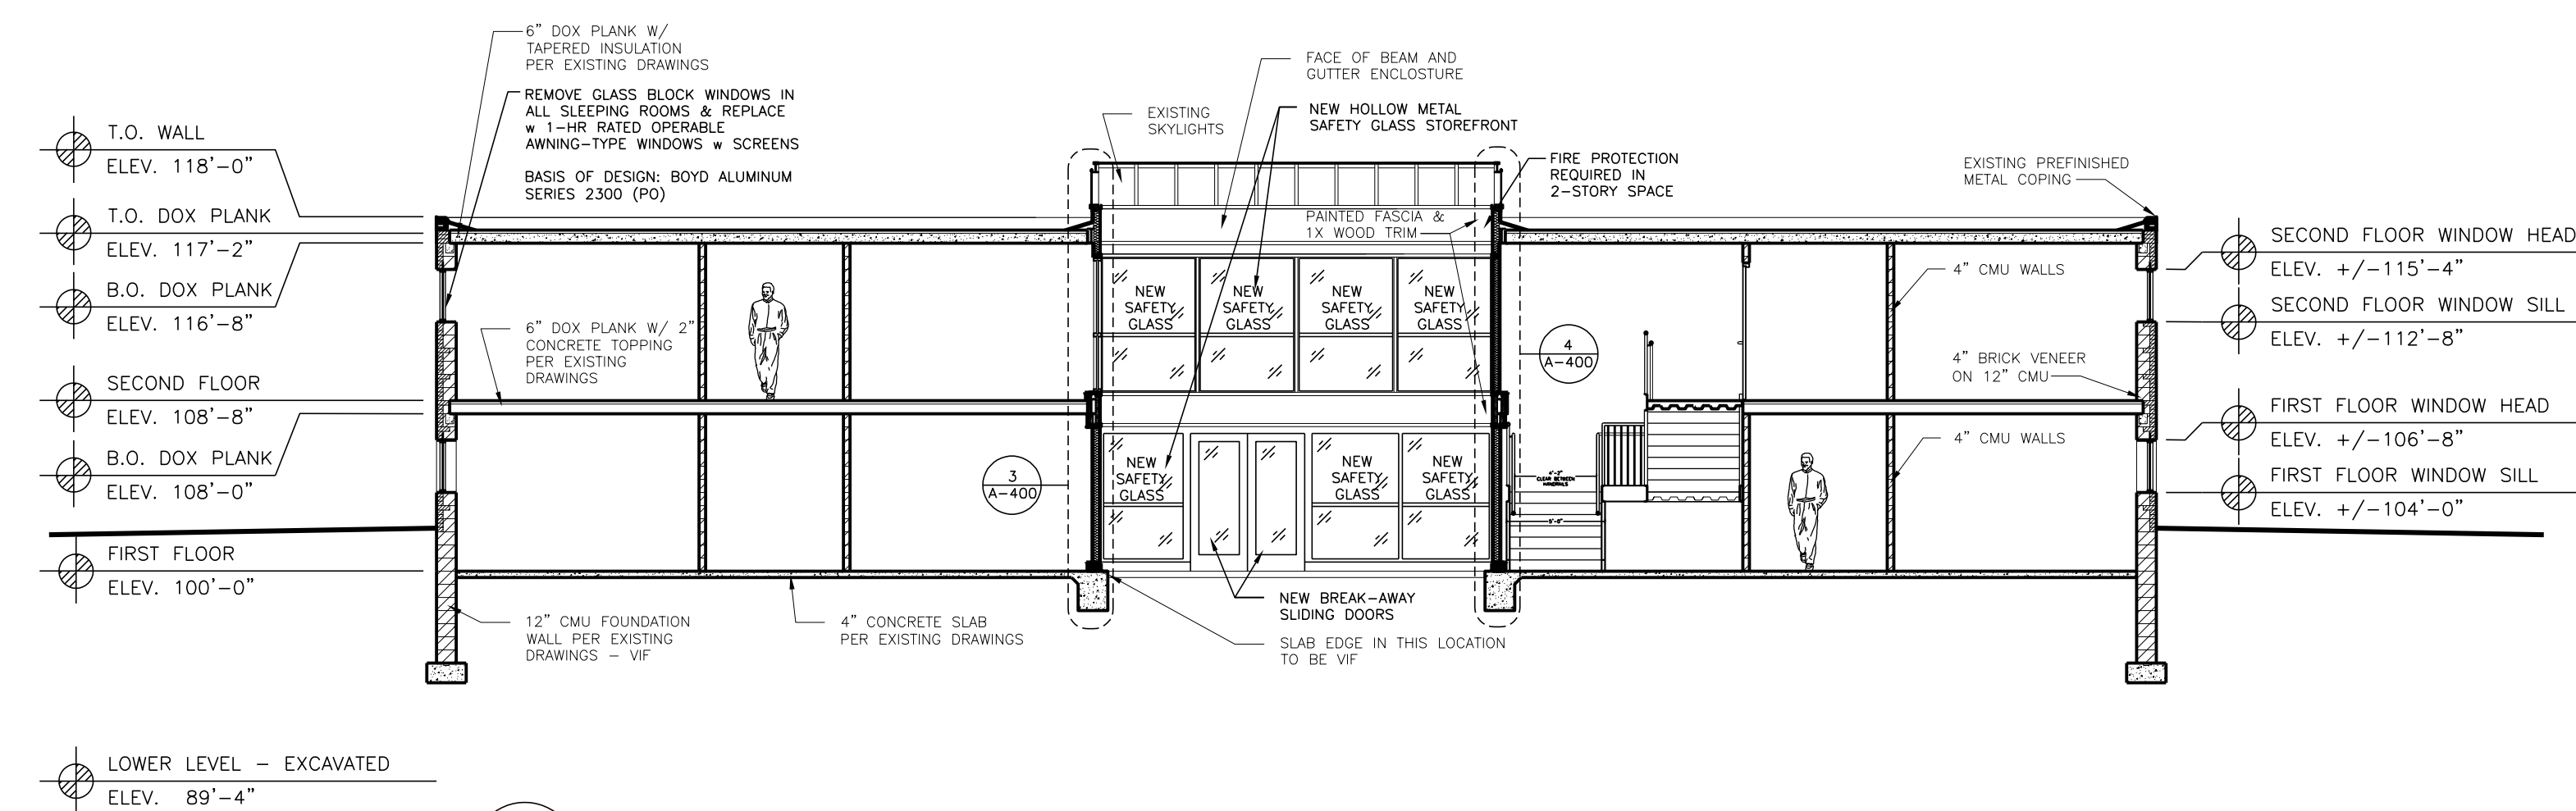 6" DOX PLANK W/
TAPERED INSULATION
PER EXISTING DRAWINGS
REMOVE GLASS BLOCK WINDOWS IN
ALL SLEEPING ROOMS & REPLACE
w 1-HR RATED OPERABLE
AWNING-TYPE WINDOWS w SCREENS
BASIS OF DESIGN: BOYD ALUMINUM
SERIES 2300 (PO)
FACE OF BEAM AND
GUTTER ENCLOSTURE
EXISTING
SKYLIGHTS
NEW HOLLOW METAL
SAFETY GLASS STOREFRONT
FIRE PROTECTION
REQUIRED IN
2-STORY SPACE
PAINTED FASCIA &
1X WOOD TRIM
EXISTING PREFINISHED
METAL COPING
T.O. WALL
ELEV. 118'-0"
T.O. DOX PLANK
ELEV. 117'-2"
B.O. DOX PLANK
ELEV. 116'-8"
SECOND FLOOR
ELEV. 108'-8"
B.O. DOX PLANK
ELEV. 108'-0"
FIRST FLOOR
ELEV. 100'-0"
LOWER LEVEL - EXCAVATED
ELEV. 89'-4"
6" DOX PLANK W/ 2"
CONCRETE TOPPING
PER EXISTING
DRAWINGS
NEW
SAFETY
GLASS
NEW
SAFETY
GLASS
NEW
SAFETY
GLASS
NEW
SAFETY
GLASS
4
A-400
3
A-400
NEW
SAFETY
GLASS
NEW
SAFETY
GLASS
NEW
SAFETY
GLASS
4'-2"
CLEAR BETWEEN
HANDRAILS
5'-0"
4" CMU WALLS
4" BRICK VENEER
ON 12" CMU
4" CMU WALLS
SECOND FLOOR WINDOW HEAD
ELEV. +/-115'-4"
SECOND FLOOR WINDOW SILL
ELEV. +/-112'-8"
FIRST FLOOR WINDOW HEAD
ELEV. +/-106'-8"
FIRST FLOOR WINDOW SILL
ELEV. +/-104'-0"
12" CMU FOUNDATION
WALL PER EXISTING
DRAWINGS - VIF
4" CONCRETE SLAB
PER EXISTING DRAWINGS
NEW BREAK-AWAY
SLIDING DOORS
SLAB EDGE IN THIS LOCATION
TO BE VIF